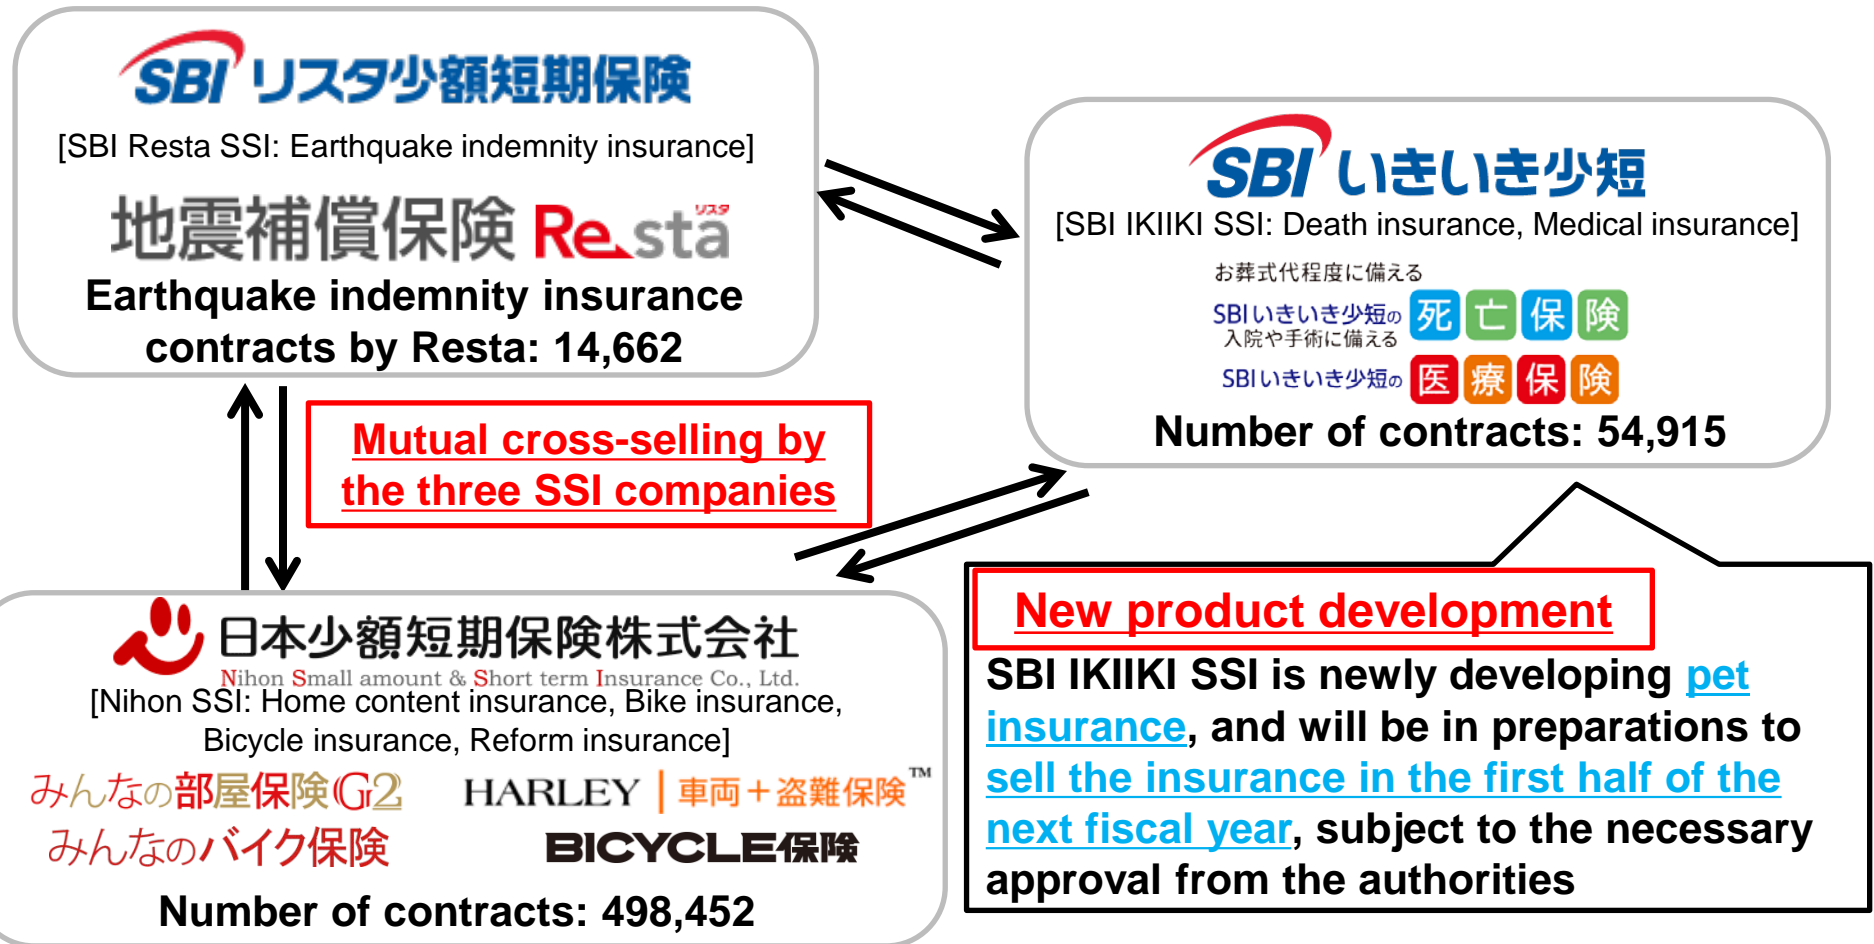 SBI リスタ少額短期保険
[SBI Resta SSI: Earthquake indemnity insurance]
地震補償保険 Resta リスタ
Earthquake indemnity insurance
contracts by Resta: 14,662
SBI いきいき少短
[SBI IKIIKI SSI: Death insurance, Medical insurance]
お葬式代程度に備える
SBIいきいき少短の 死亡保険
入院や手術に備える
SBIいきいき少短の 医療保険
Number of contracts: 54,915
Mutual cross-selling by
the three SSI companies
日本少額短期保険株式会社
Nihon Small amount & Short term Insurance Co., Ltd.
[Nihon SSI: Home content insurance, Bike insurance,
Bicycle insurance, Reform insurance]
みんなの部屋保険G2
HARLEY | 車両+盗難保険™
みんなのバイク保険
BICYCLE保険
Number of contracts: 498,452
New product development
SBI IKIIKI SSI is newly developing pet
insurance, and will be in preparations to
sell the insurance in the first half of the
next fiscal year, subject to the necessary
approval from the authorities